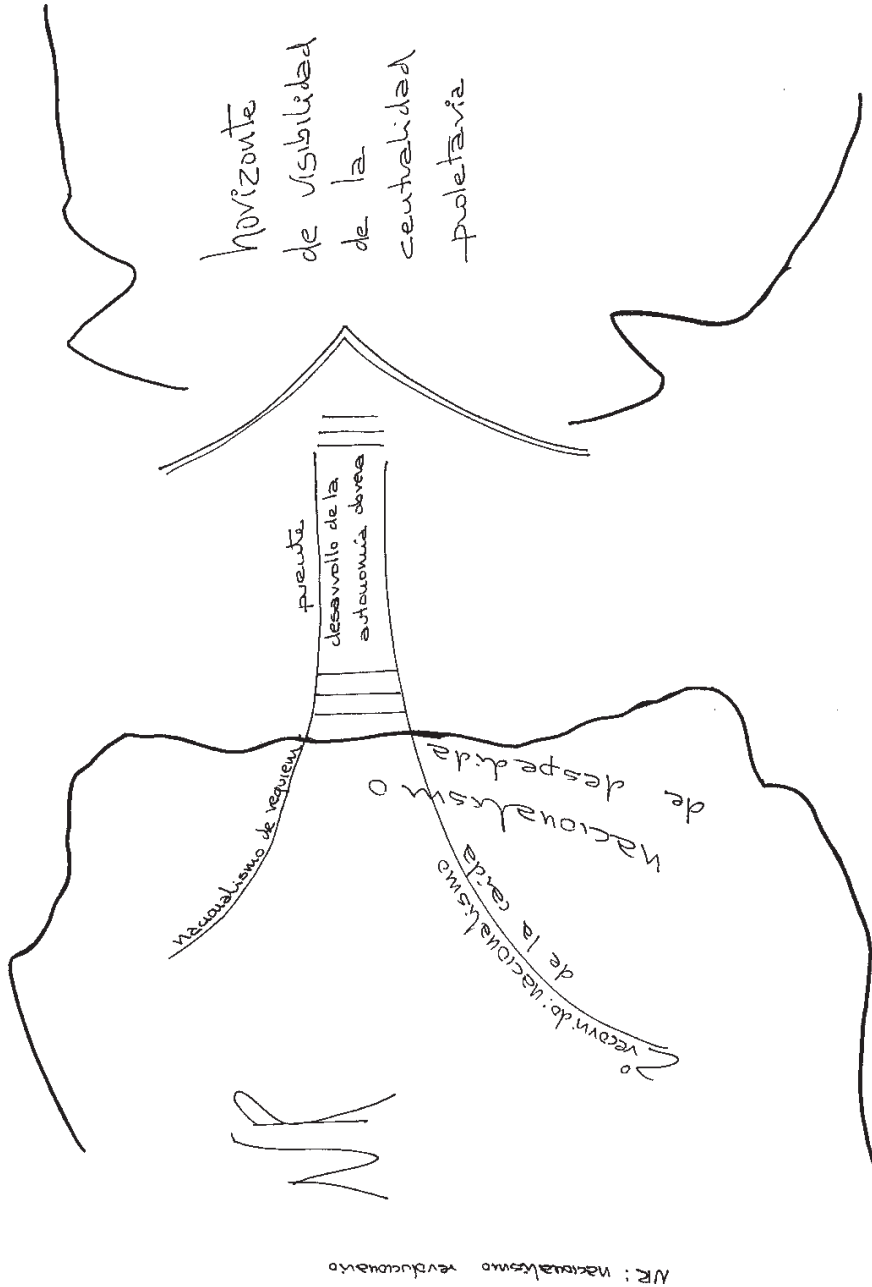 horizonte
de visibilidad
de la
centralidad
proletaria
puente
desarrollo de la
autonomía obrera
nacionalismo de requiem
nacionalismo
de despedida
2º recorrido: nacionalismo
de la caída
NR
NR: nacionalismo revolucionario